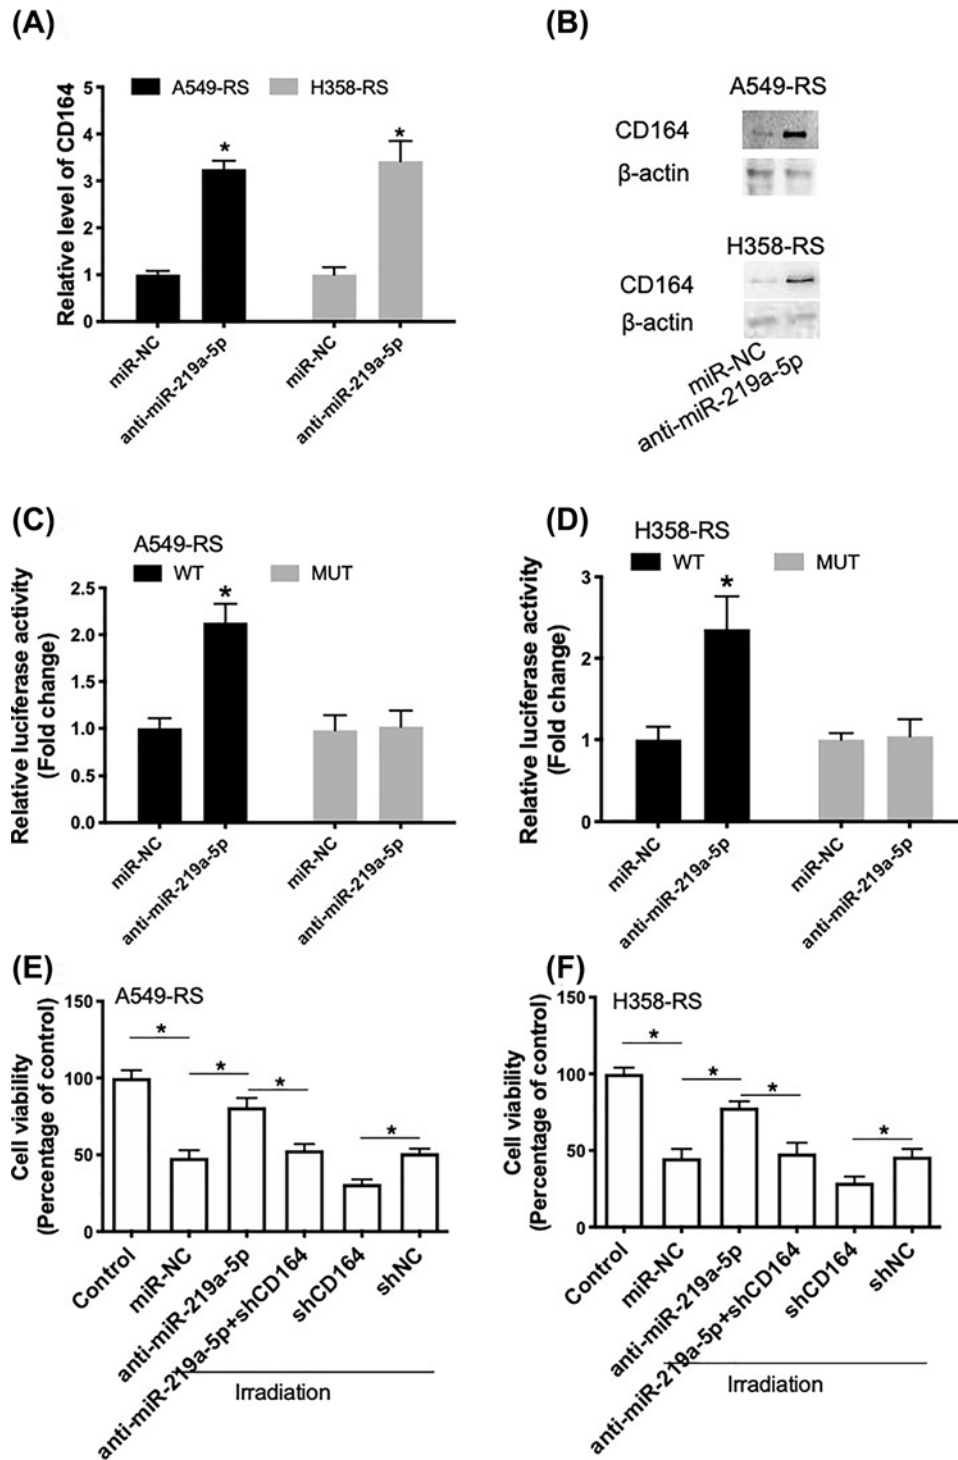 (A)
A549-RS H358-RS
Relative level of CD164
5
4
3
2
1
0
* *
miR-NC
anti-miR-219a-5p
miR-NC
anti-miR-219a-5p
(B)
A549-RS
CD164
β-actin
H358-RS
CD164
β-actin
miR-NC
anti-miR-219a-5p
(C)
A549-RS
WT MUT
Relative luciferase activity
(Fold change)
2.5
2.0
1.5
1.0
0.5
0.0
*
miR-NC
anti-miR-219a-5p
miR-NC
anti-miR-219a-5p
(D)
H358-RS
WT MUT
Relative luciferase activity
(Fold change)
3
2
1
0
*
miR-NC
anti-miR-219a-5p
miR-NC
anti-miR-219a-5p
(E)
A549-RS
Cell viability
(Percentage of control)
150
100
50
0
* * * *
Control
miR-NC
anti-miR-219a-5p
anti-miR-219a-5p+shCD164
shCD164
shNC
Irradiation
(F)
H358-RS
Cell viability
(Percentage of control)
150
100
50
0
* * * *
Control
miR-NC
anti-miR-219a-5p
anti-miR-219a-5p+shCD164
shCD164
shNC
Irradiation